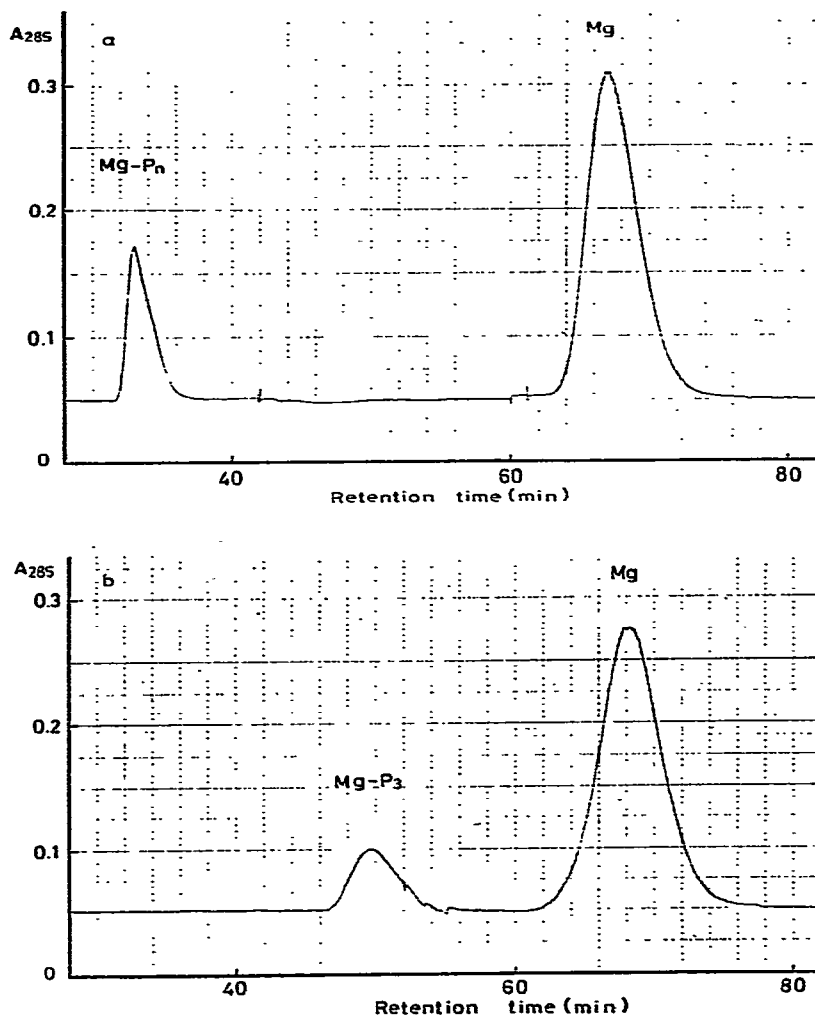 A285
a
Mg
0.3
Mg-Pn
0.2
0.1
0
40
60
80
Retention time (min)
A285
b
Mg
0.3
0.2
Mg-P3
0.1
0
40
60
80
Retention time (min)